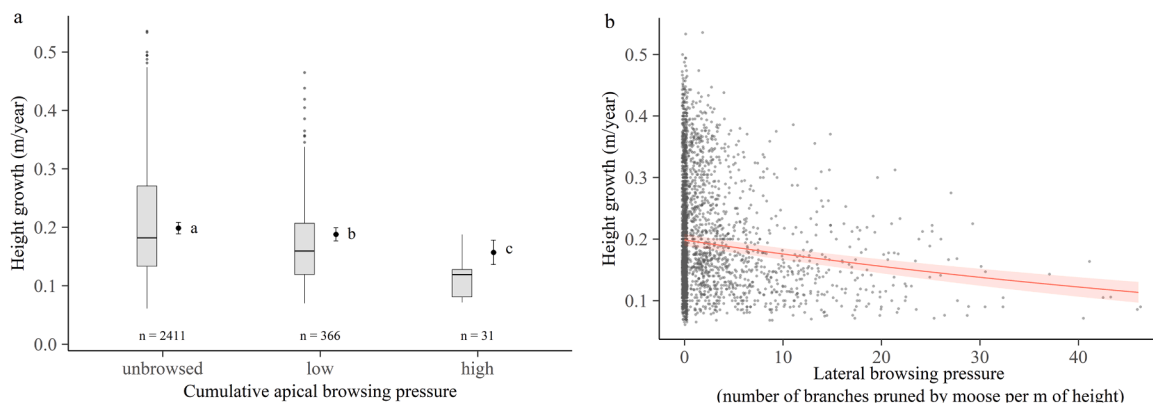 a
Height growth (m/year)
0.5
0.4
0.3
0.2
0.1
0.0
a
b
c
n = 2411
n = 366
n = 31
unbrowsed
low
high
Cumulative apical browsing pressure
b
Height growth (m/year)
0.5
0.4
0.3
0.2
0.1
0
10
20
30
40
Lateral browsing pressure
(number of branches pruned by moose per m of height)